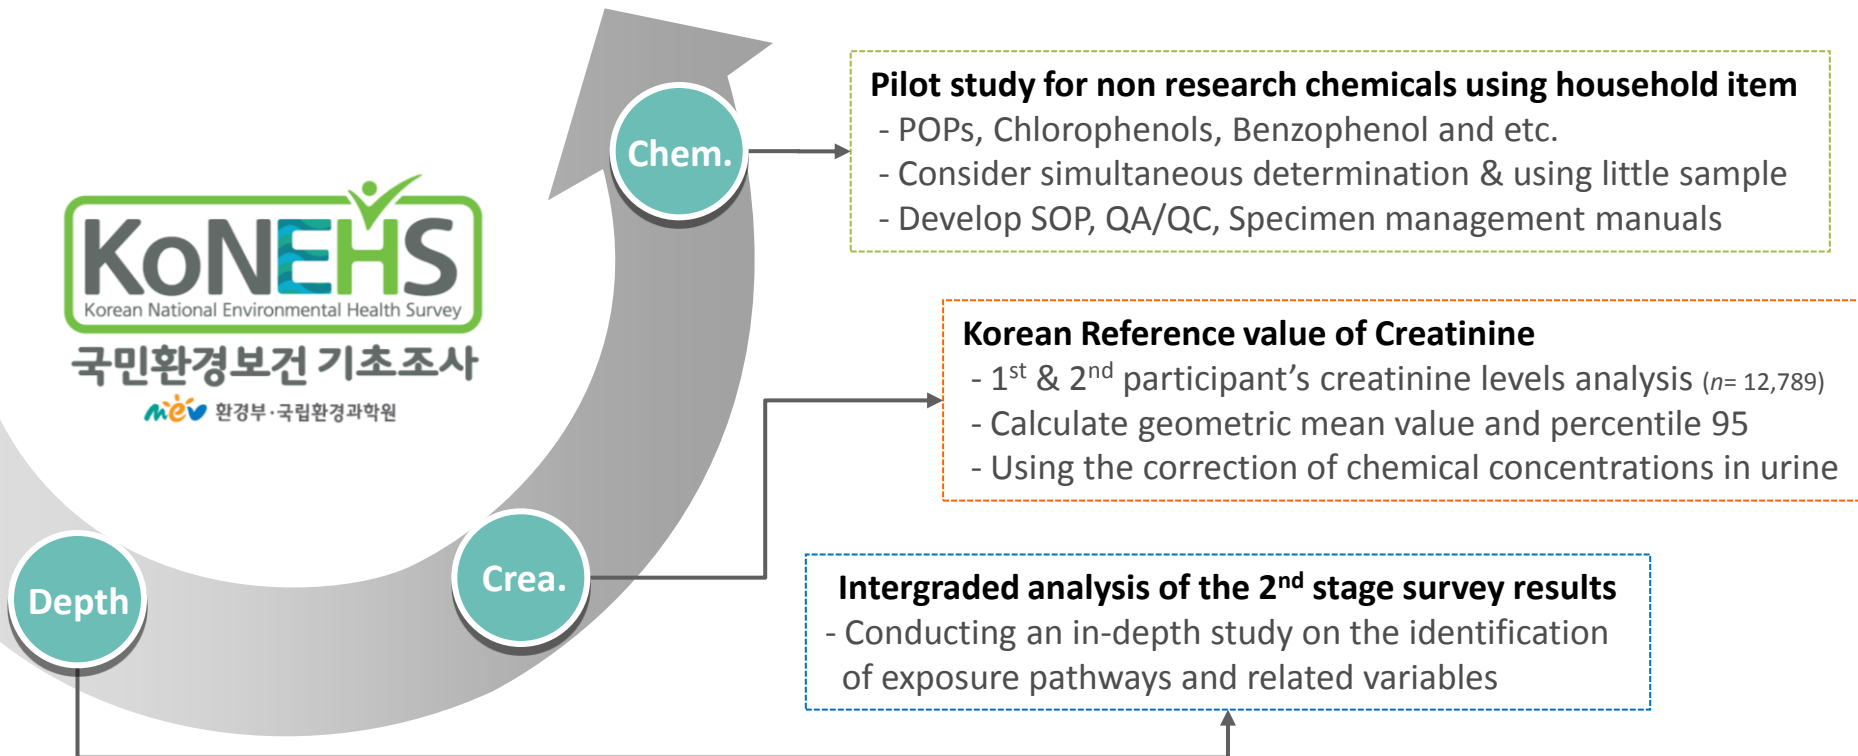 KoNEHS
Korean National Environmental Health Survey
국민환경보건 기초조사
mev 환경부·국립환경과학원
Chem.
Pilot study for non research chemicals using household item
- POPs, Chlorophenols, Benzophenol and etc.
- Consider simultaneous determination & using little sample
- Develop SOP, QA/QC, Specimen management manuals
Crea.
Korean Reference value of Creatinine
- 1st & 2nd participant's creatinine levels analysis (n= 12,789)
- Calculate geometric mean value and percentile 95
- Using the correction of chemical concentrations in urine
Depth
Intergraded analysis of the 2nd stage survey results
- Conducting an in-depth study on the identification
of exposure pathways and related variables